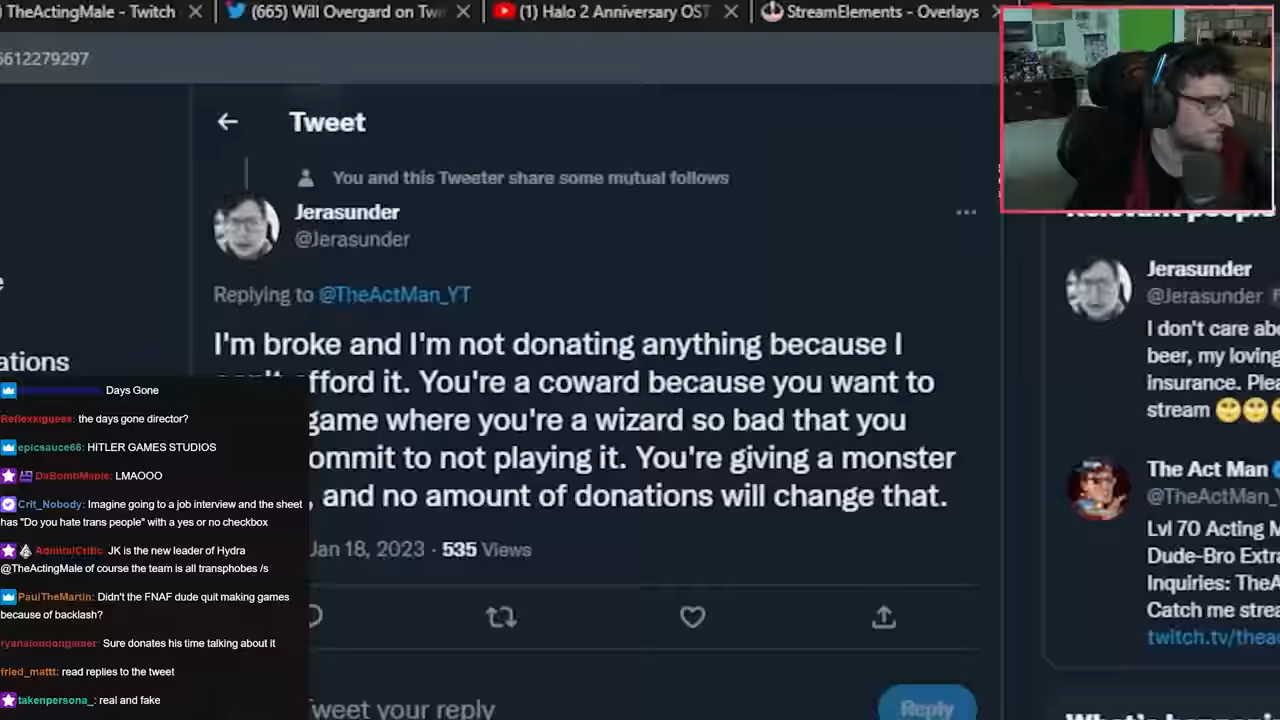 TheActingMale - Twitch
(665) Will Overgard on Tw
(1) Halo 2 Anniversary OST
StreamElements - Overlays
6612279297
Tweet
You and this Tweeter share some mutual follows
Jerasunder
@Jerasunder
Replying to @TheActMan_YT
I'm broke and I'm not donating anything because I
fford it. You're a coward because you want to
game where you're a wizard so bad that you
ommit to not playing it. You're giving a monster
, and no amount of donations will change that.
Jan 18, 2023 · 535 Views
weet your reply
Reply
ations
Days Gone
Reflexxiguess: the days gone director?
epicsauce66: HITLER GAMES STUDIOS
DaBombMapie: LMAOOO
Crit_Nobody: Imagine going to a job interview and the sheet
has "Do you hate trans people" with a yes or no checkbox
AdmiralCritic: JK is the new leader of Hydra
@TheActingMale of course the team is all transphobes /s
PaulTheMartin: Didn't the FNAF dude quit making games
because of backlash?
ryanalondongamer: Sure donates his time talking about it
fried_mattt: read replies to the tweet
takenpersona_: real and fake
Relevant people
Jerasunder
@Jerasunder
I don't care abo
beer, my loving
insurance. Plea
stream
The Act Man
@TheActMan_
Lvl 70 Acting M
Dude-Bro Extra
Inquiries: TheA
Catch me strea
twitch.tv/thea